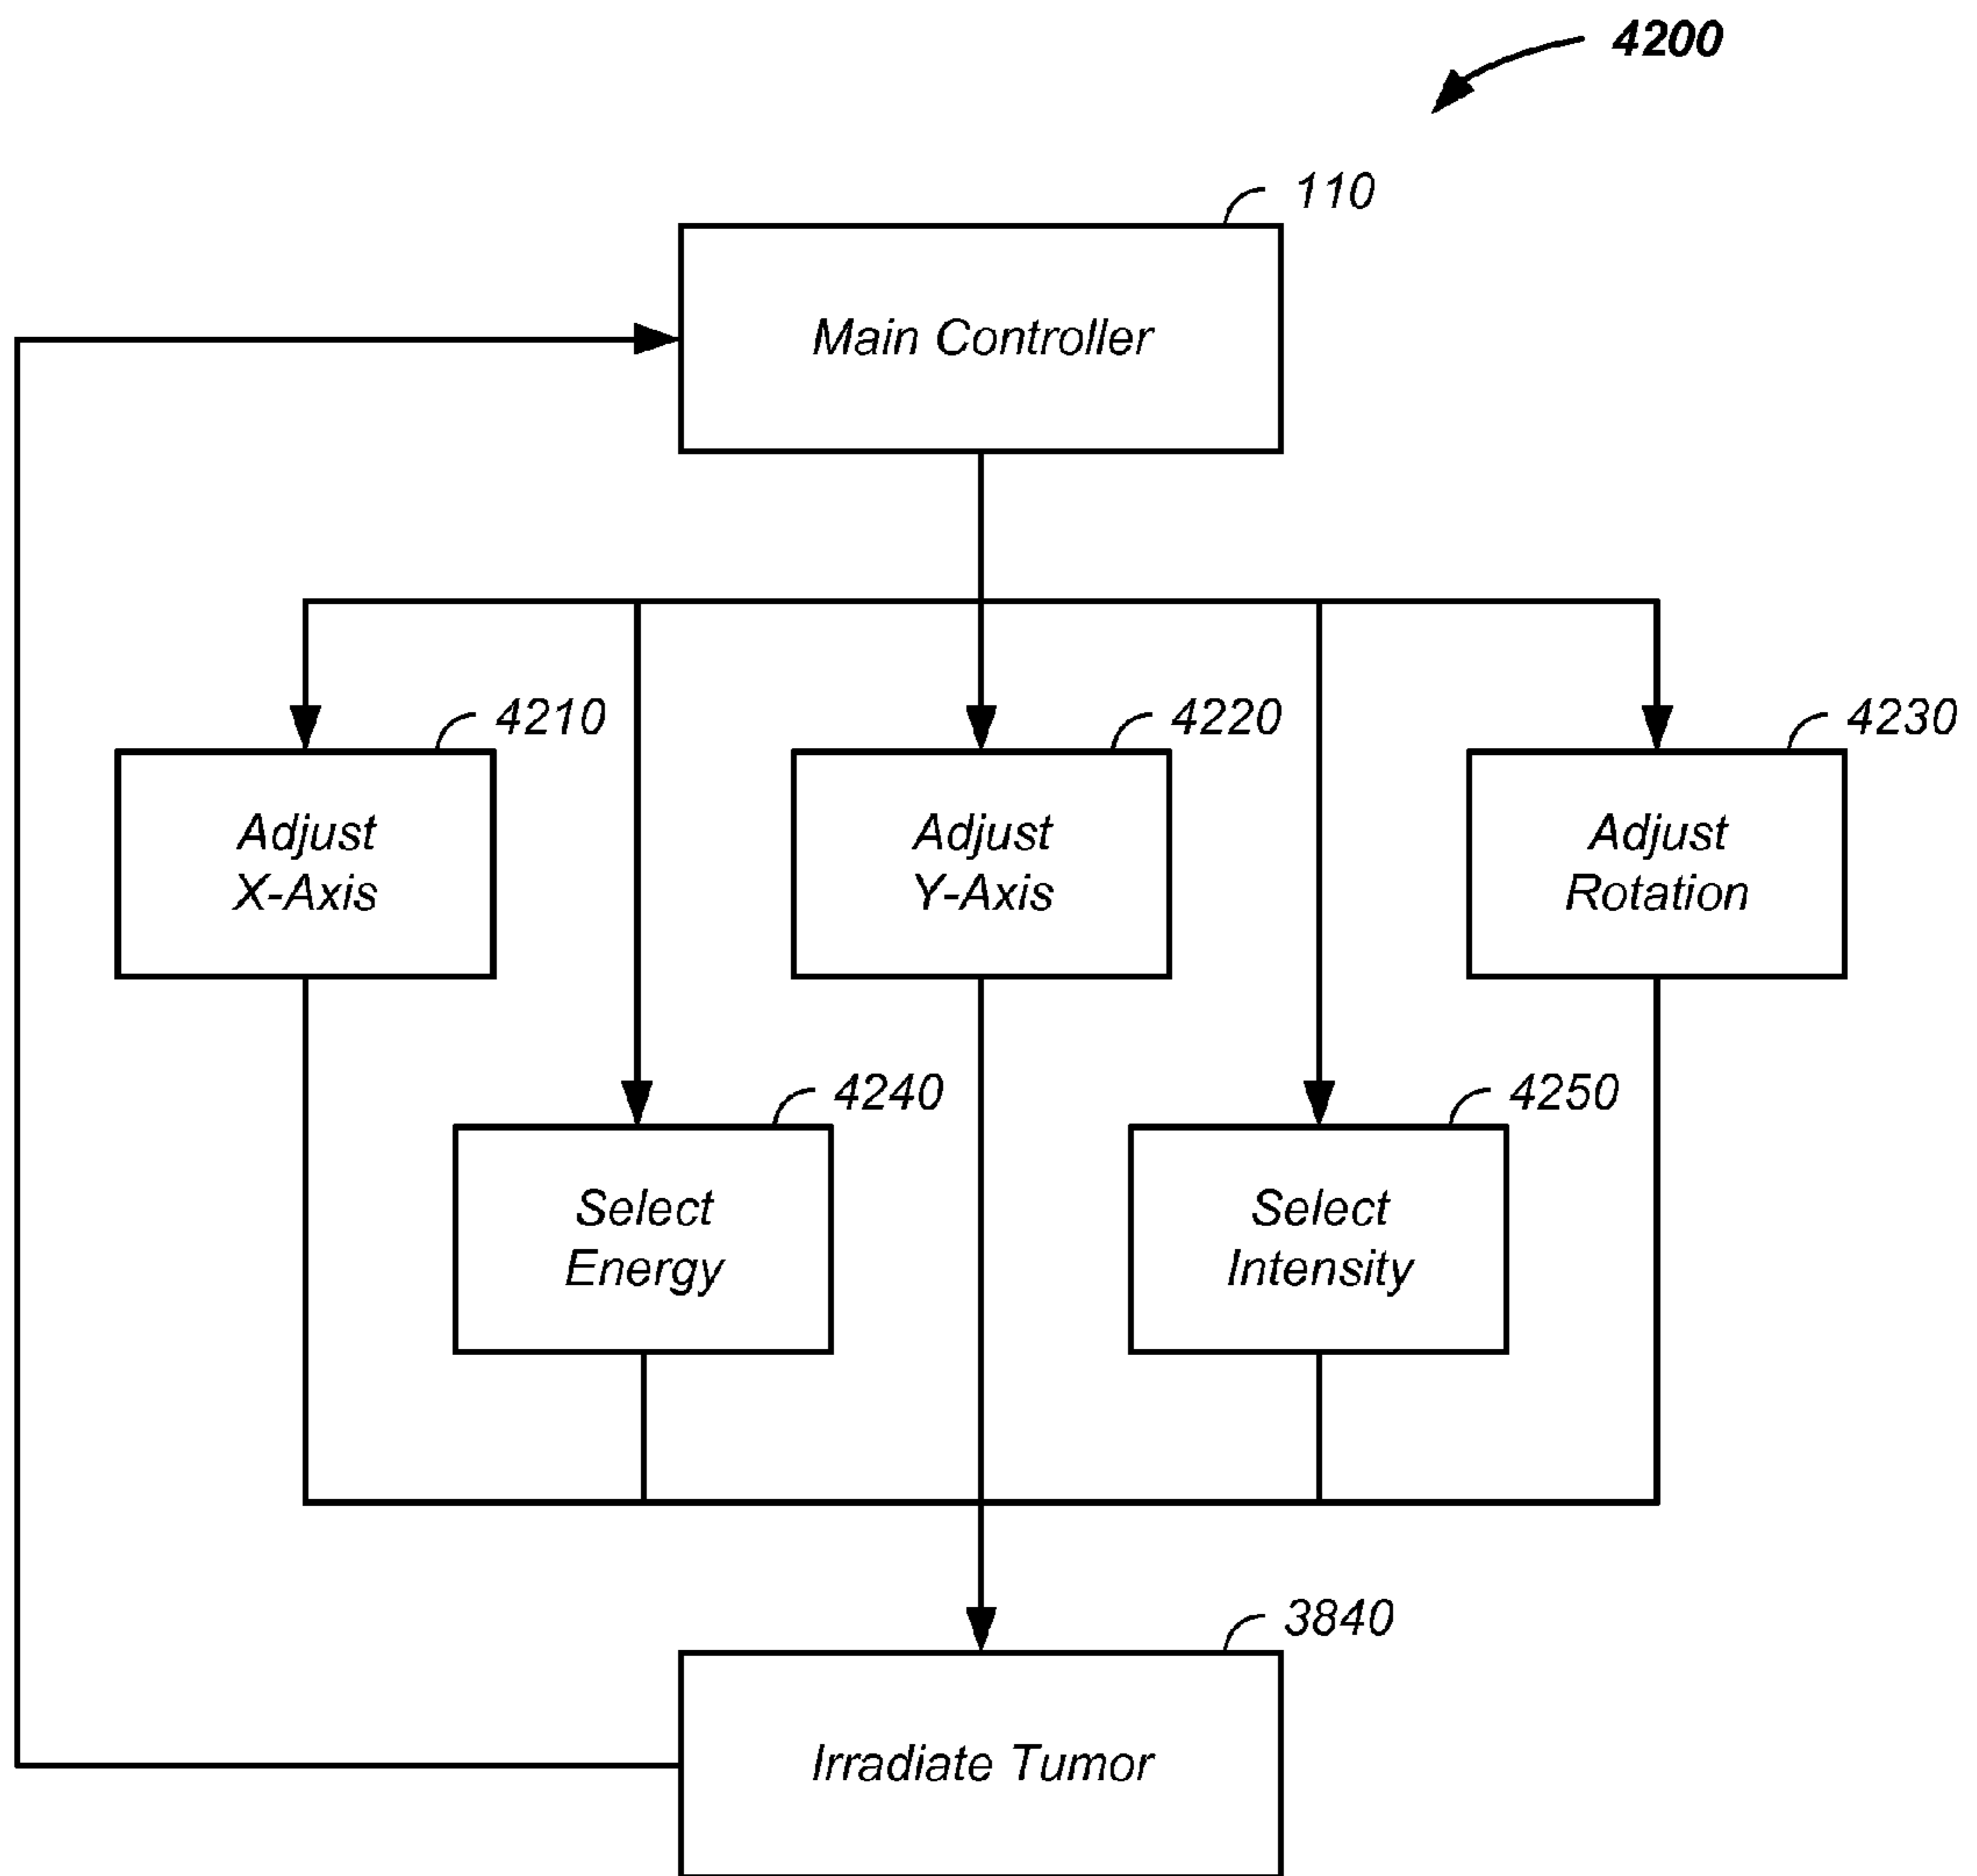 4200
110
Main Controller
4210
4220
4230
Adjust
X-Axis
Adjust
Y-Axis
Adjust
Rotation
4240
4250
Select
Energy
Select
Intensity
3840
Irradiate Tumor